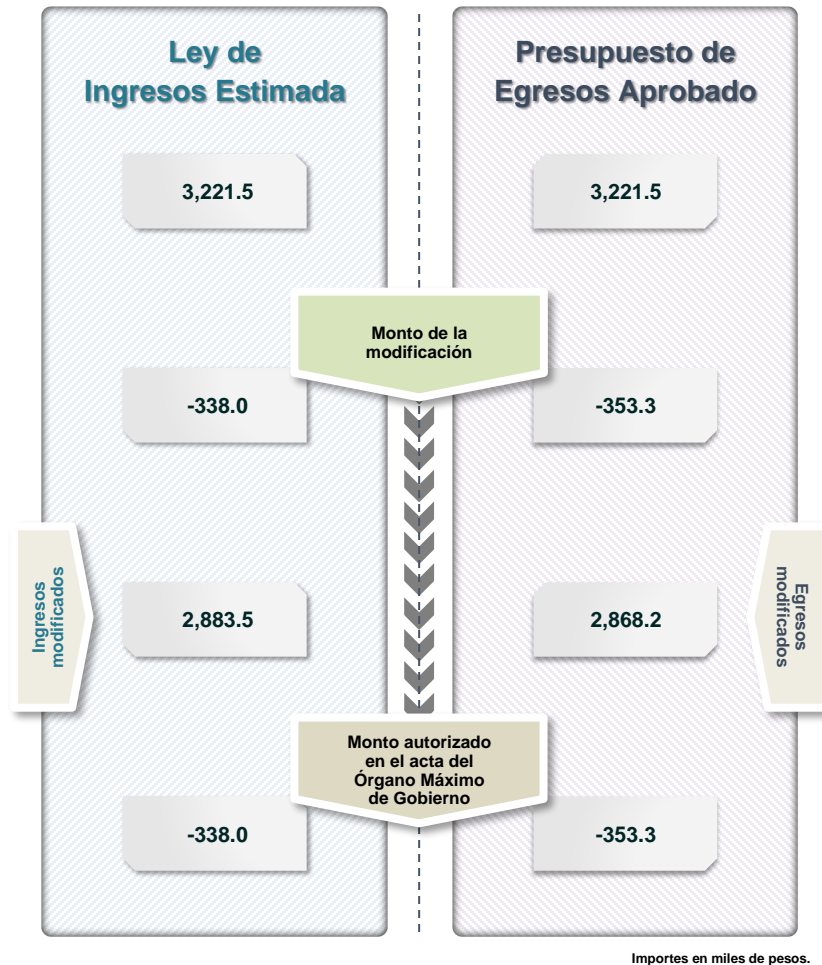 Ley de
Ingresos Estimada
Presupuesto de
Egresos Aprobado
3,221.5
3,221.5
Monto de la
modificación
-338.0
-353.3
Ingresos
modificados
2,883.5
2,868.2
Egresos
modificados
Monto autorizado
en el acta del
Órgano Máximo
de Gobierno
-338.0
-353.3
Importes en miles de pesos.